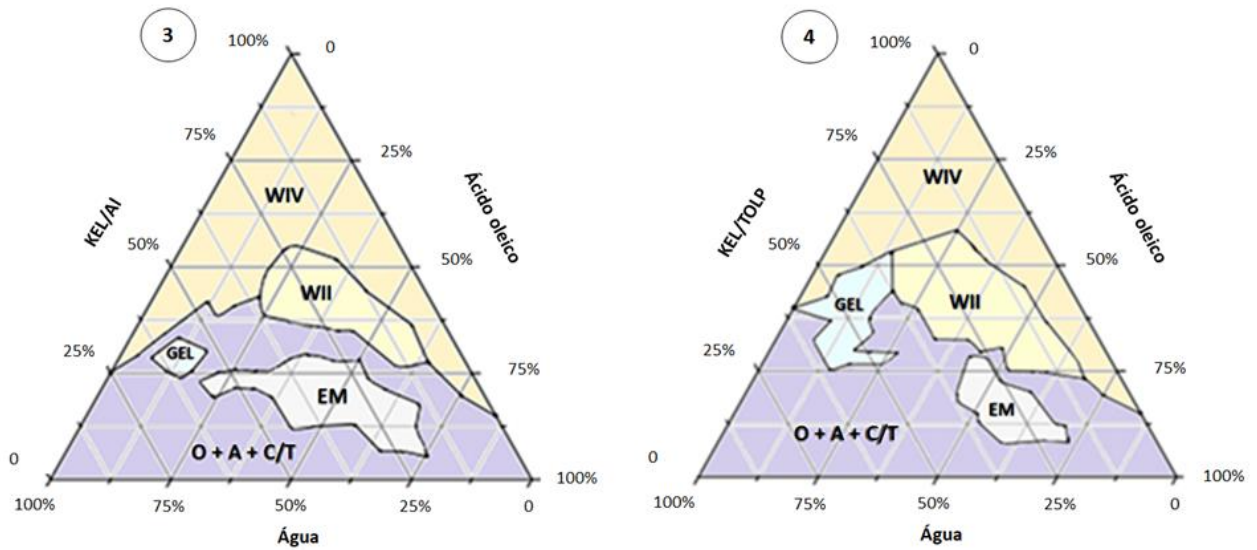 3
100%
0
75%
25%
KEL/AI
Ácido oleico
WIV
50%
50%
WII
GEL
25%
75%
EM
O + A + C/T
0
100%
100%
75%
50%
25%
0
Água
4
100%
0
75%
25%
KEL/TOLP
Ácido oleico
WIV
50%
50%
GEL
WII
25%
75%
EM
O + A + C/T
0
100%
100%
75%
50%
25%
0
Água